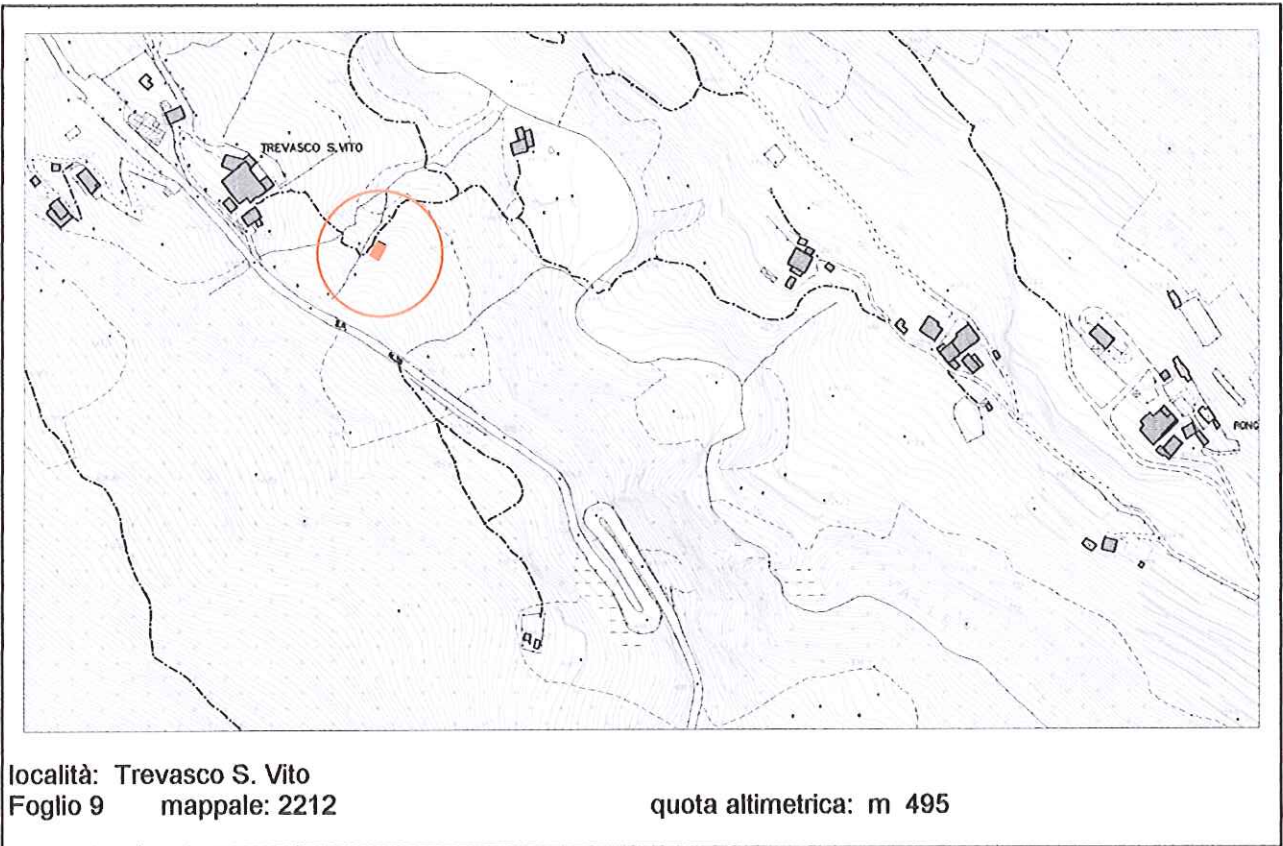 TREVASCO S.VITO
località: Trevasco S. Vito
Foglio 9 mappale: 2212 quota altimetrica: m 495